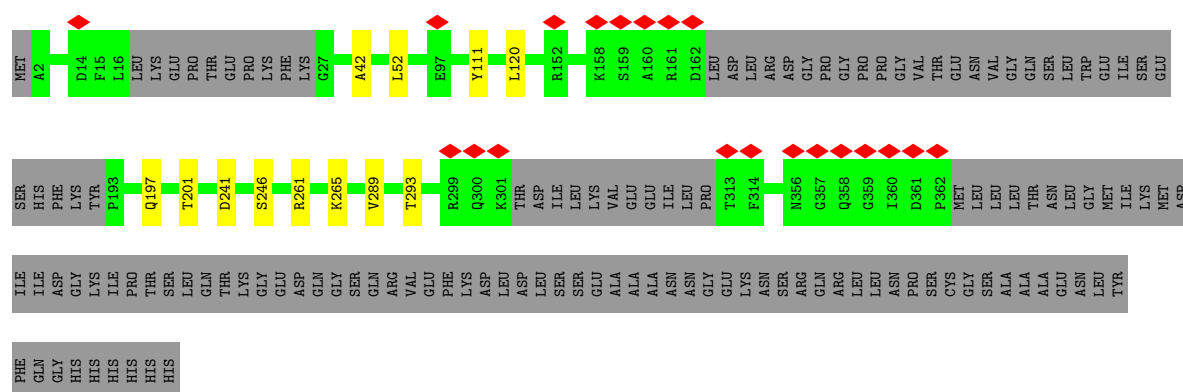 MET A2 D14 F15 L16 LEU LYS GLU PRO THR GLU PRO LYS PHE LYS G27 A42 L52 E97 Y111 L120 R152 K158 S159 A160 R161 D162 LEU ASP LEU ARG ASP GLY PRO GLY PRO PRO GLY VAL THR GLU ASN VAL GLY GLN SER LEU TRP GLU ILE SER GLU
SER HIS PHE LYS TYR P193 Q197 T201 D241 S246 R261 K265 V289 T293 R299 Q300 K301 THR ASP ILE LEU LYS VAL GLU GLU ILE LEU PRO T313 F314 N356 G357 Q358 G359 I360 D361 P362 MET LEU LEU LEU THR ASN LEU GLY MET ILE LYS MET ASP
ILE ILE ASP GLY LYS ILE PRO THR SER LEU GLN THR LYS GLY GLU ASP GLN GLY SER GLN ARG VAL GLU PHE LYS ASP LEU ASP LEU SER SER GLU ALA ALA ALA ASN ASN GLY GLU LYS ASN SER ARG GLN ARG LEU LEU ASN PRO SER CYS GLY SER ALA ALA ALA GLU ASN LEU TYR
PHE GLN GLY HIS HIS HIS HIS HIS HIS